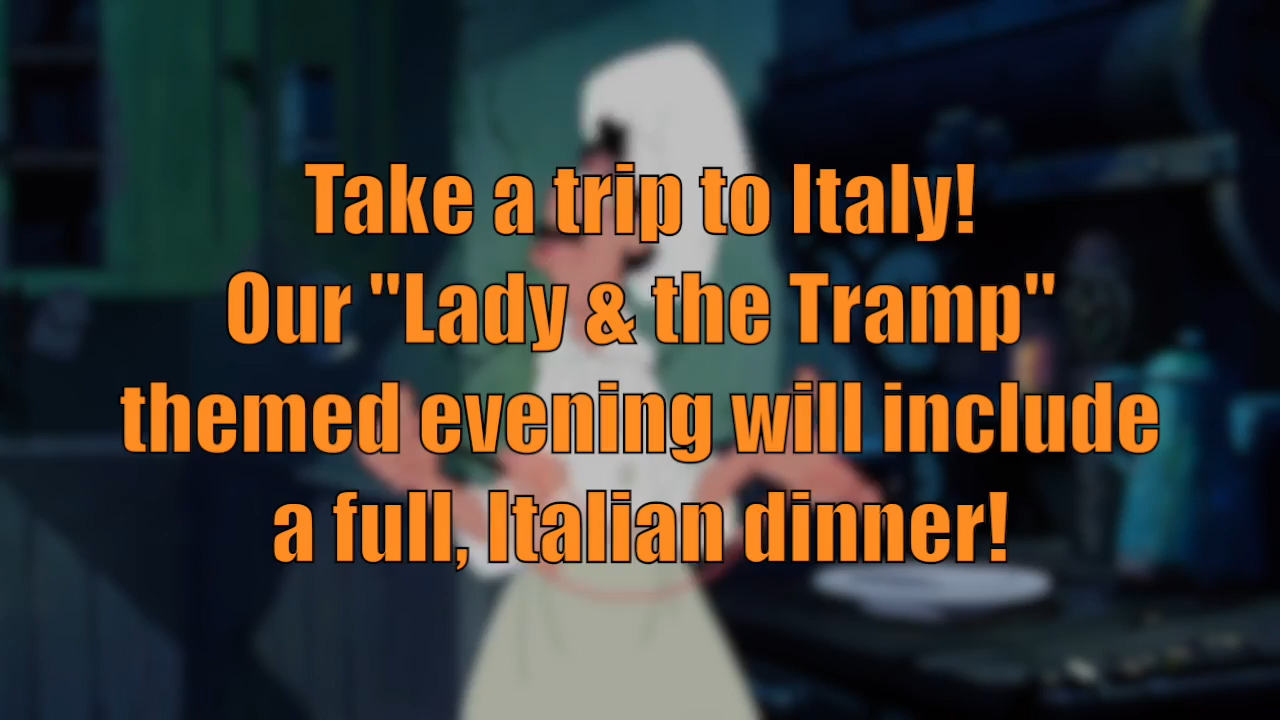 Take a trip to Italy!
Our "Lady & the Tramp"
themed evening will include
a full, Italian dinner!